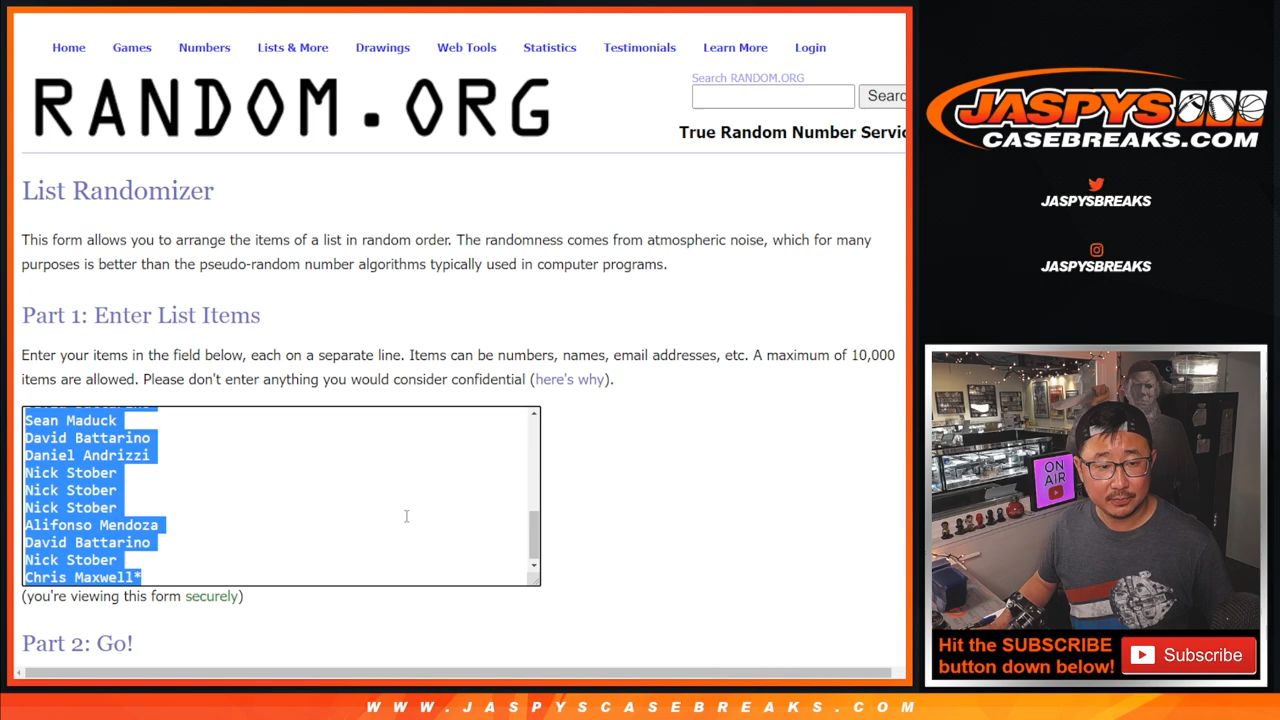 Home Games Numbers Lists & More Drawings Web Tools Statistics Testimonials Learn More Login
RANDOM.ORG
Search RANDOM.ORG
Searc
True Random Number Servic
List Randomizer
This form allows you to arrange the items of a list in random order. The randomness comes from atmospheric noise, which for many
purposes is better than the pseudo-random number algorithms typically used in computer programs.
Part 1: Enter List Items
Enter your items in the field below, each on a separate line. Items can be numbers, names, email addresses, etc. A maximum of 10,000
items are allowed. Please don't enter anything you would consider confidential (here's why).
Sean Maduck
David Battarino
Daniel Andrizzi
Nick Stober
Nick Stober
Nick Stober
Alifonso Mendoza
David Battarino
Nick Stober
Chris Maxwell*
(you're viewing this form securely)
Part 2: Go!
JASPYS
CASEBREAKS.COM
JASPYSBREAKS
JASPYSBREAKS
ON
AIR
Hit the SUBSCRIBE
button down below!
Subscribe
WWW.JASPYSCASEBREAKS.COM